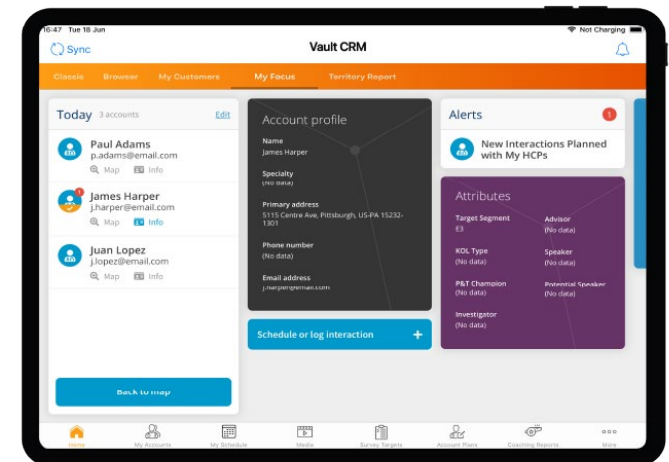 16:47 Tue 18 Jun
Not Charging
Sync
Vault CRM
Classic Browser My Customers My Focus Territory Report
Today 3 accounts Edit
Paul Adams
p.adams@email.com
Map Info
1
James Harper
j.harper@email.com
Map Info
Juan Lopez
j.lopez@email.com
Map Info
Back to map
Account profile
Name
James Harper
Specialty
(No data)
Primary address
5115 Centre Ave, Pittsburgh, US-PA 15232-
1301
Phone number
(No data)
Email address
j.harper@email.com
Schedule or log interaction +
Alerts 1
New Interactions Planned
with My HCPs
Attributes
Target Segment
E3
Advisor
(No data)
KOL Type
(No data)
Speaker
(No data)
P&T Champion
(No data)
Potential Speaker
(No data)
Investigator
(No data)
Home My Accounts My Schedule Media Survey Targets Account Plans Coaching Reports More